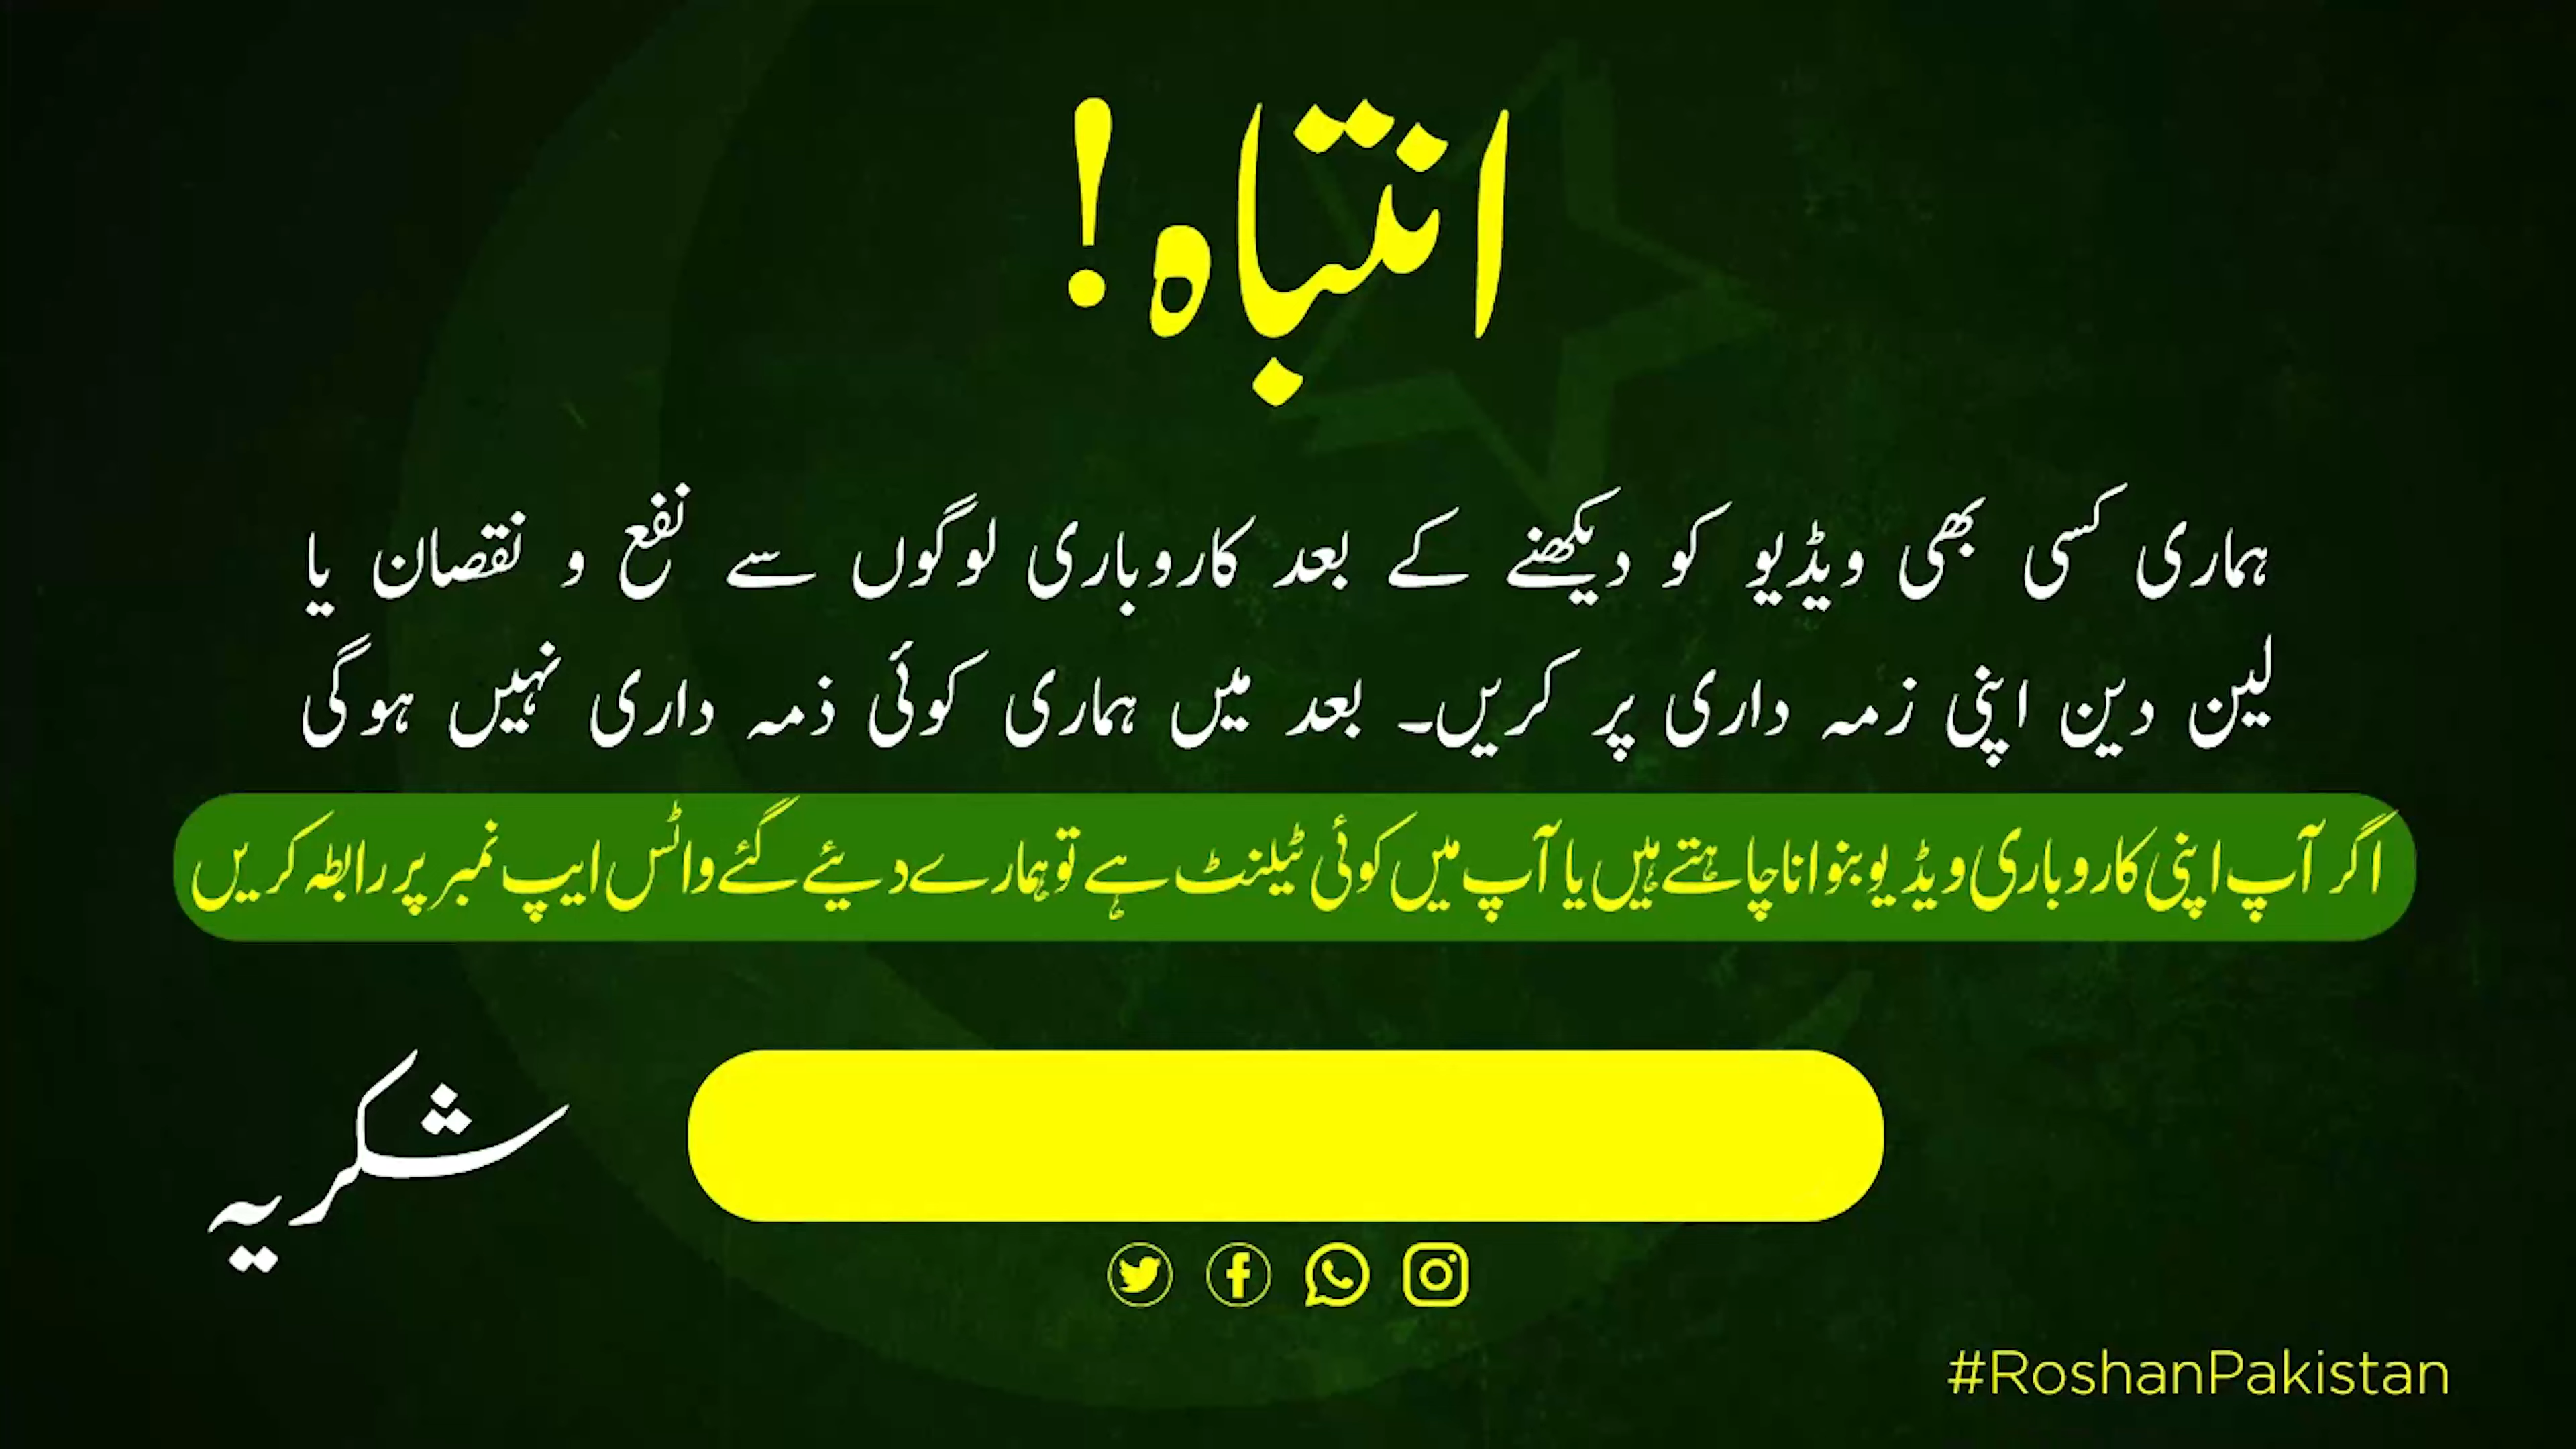 انتباہ!
ہماری کسی بھی ویڈیو کو دیکھنے کے بعد کاروباری لوگوں سے نفع و نقصان یا
لین دین اپنی زمہ داری پر کریں۔ بعد میں ہماری کوئی ذمہ داری نہیں ہوگی
اگر آپ اپنی کاروباری ویڈیو بنوانا چاہتے ہیں یا آپ میں کوئی ٹیلنٹ ہے تو ہمارے دیئے گئے واٹس ایپ نمبر پر رابطہ کریں
شکریہ
#RoshanPakistan